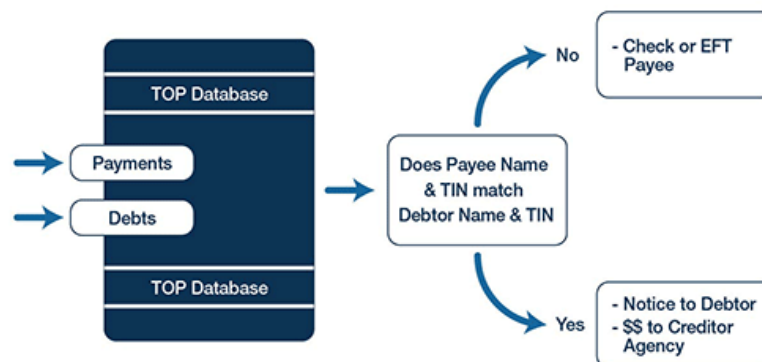 TOP Database
Payments
Debts
TOP Database
Does Payee Name
& TIN match
Debtor Name & TIN
No
- Check or EFT
Payee
Yes
- Notice to Debtor
- $$ to Creditor
Agency